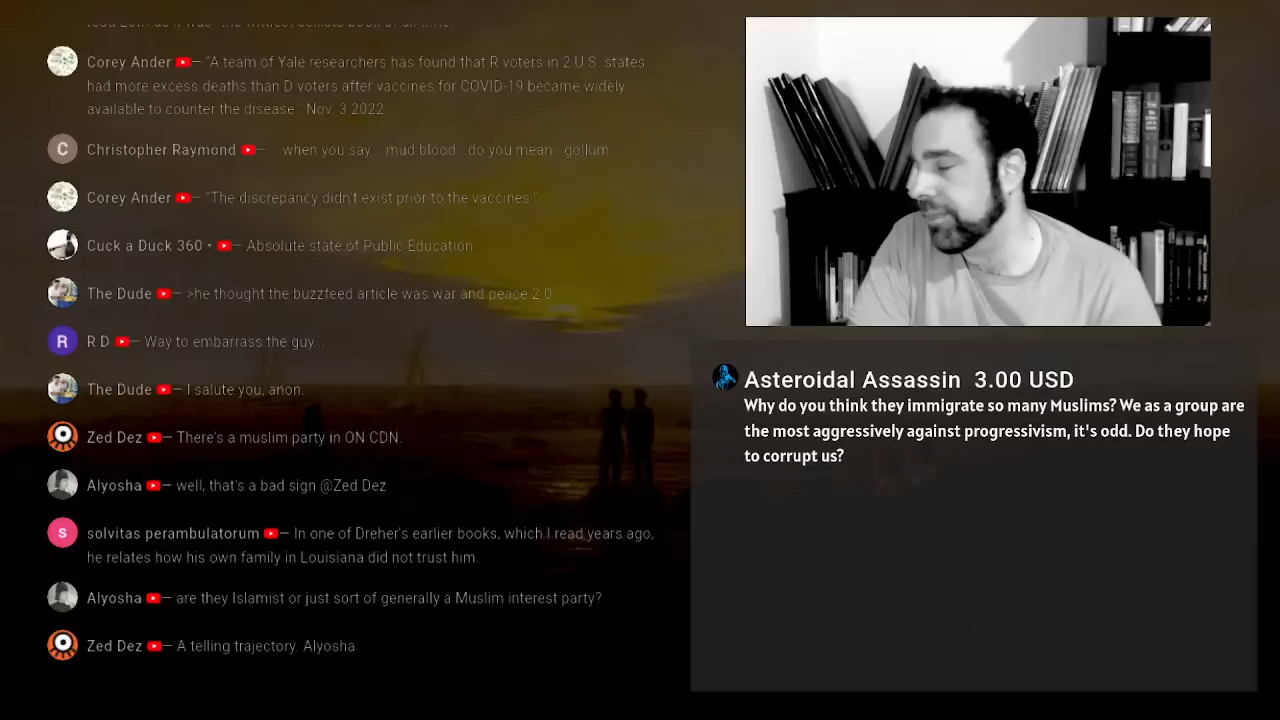 Corey Ander — "A team of Yale researchers has found that R voters in 2 U.S. states
had more excess deaths than D voters after vaccines for COVID-19 became widely
available to counter the disease." Nov. 3 2022
C Christopher Raymond — ...when you say... mud blood...do you mean...gollum
Corey Ander — "The discrepancy didn't exist prior to the vaccines."
Cuck a Duck 360 • — Absolute state of Public Education
The Dude — >he thought the buzzfeed article was war and peace 2.0
R R D — Way to embarrass the guy...
The Dude — I salute you, anon.
Zed Dez — There's a muslim party in ON CDN.
Alyosha — well, that's a bad sign @Zed Dez
S solvitas perambulatorum — In one of Dreher's earlier books, which I read years ago,
he relates how his own family in Louisiana did not trust him.
Alyosha — are they Islamist or just sort of generally a Muslim interest party?
Zed Dez — A telling trajectory. Alyosha
Asteroidal Assassin 3.00 USD
Why do you think they immigrate so many Muslims? We as a group are
the most aggressively against progressivism, it's odd. Do they hope
to corrupt us?